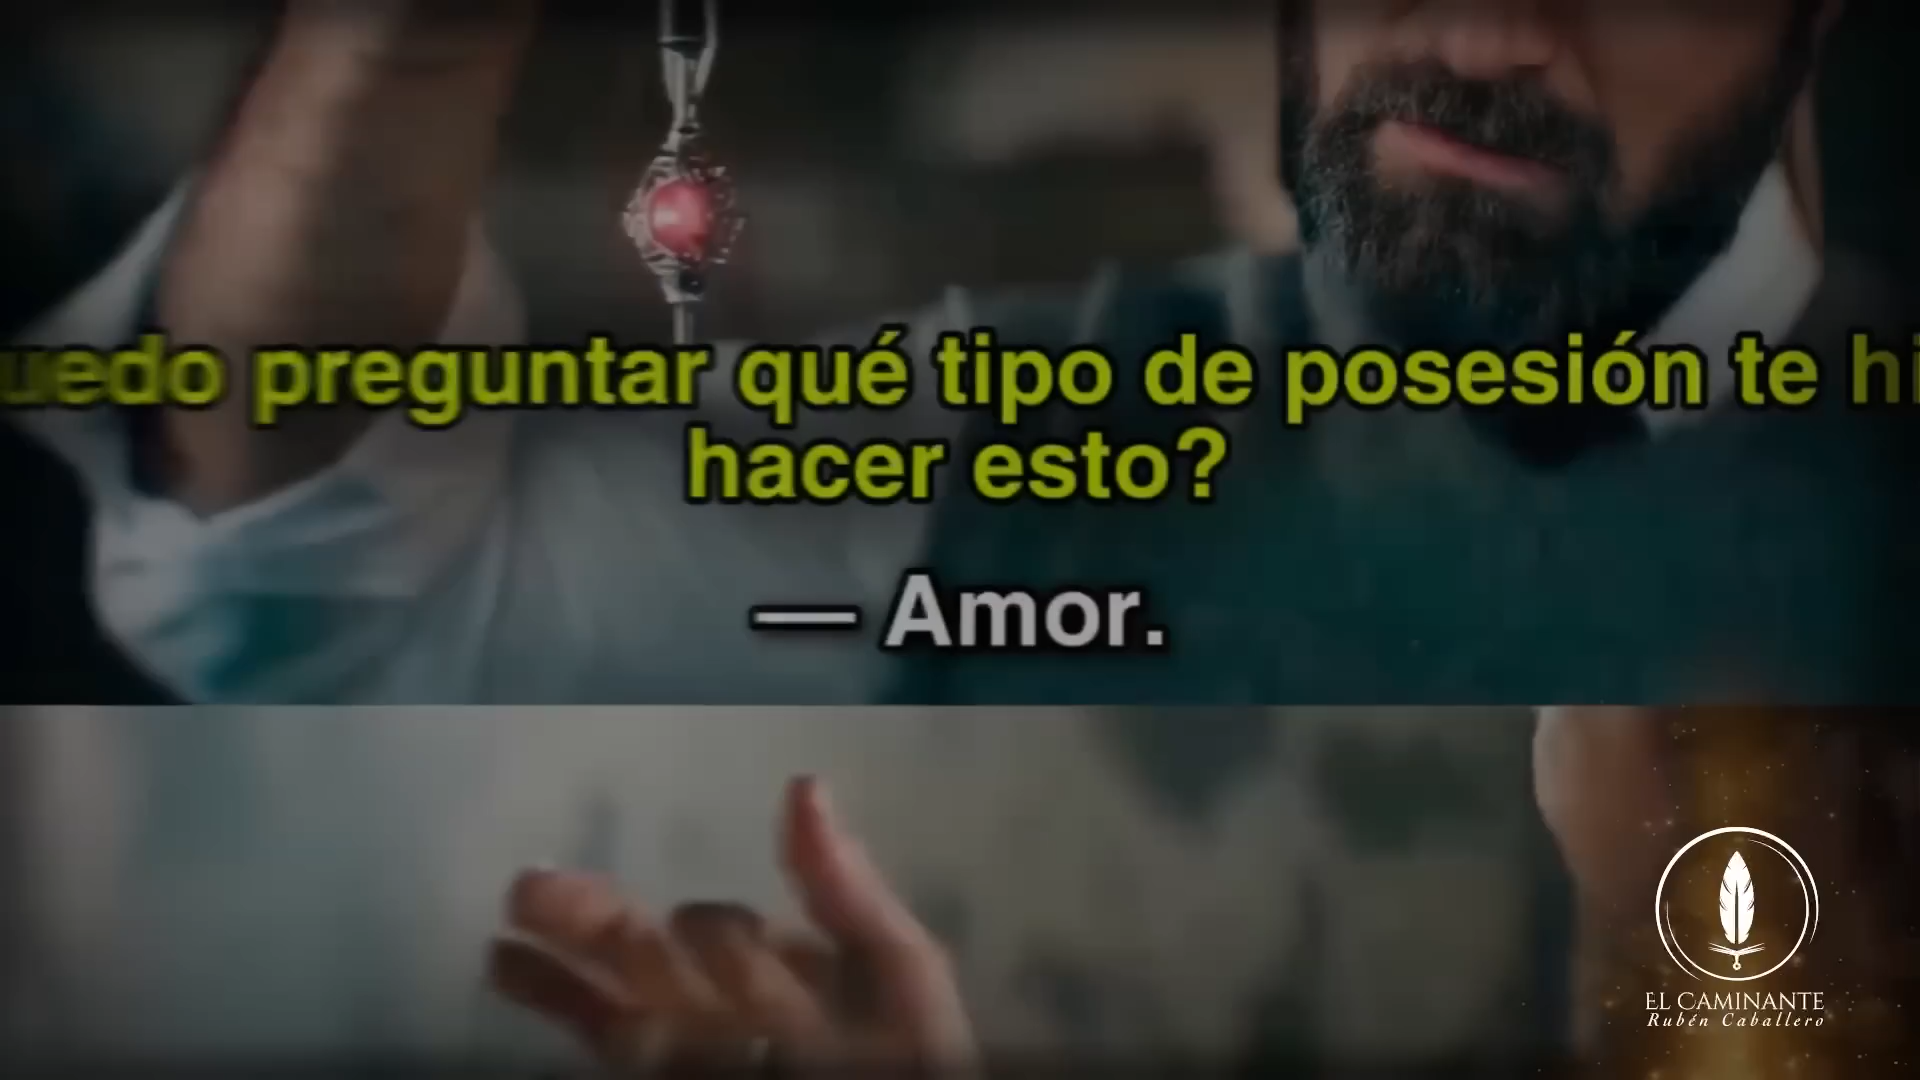 uedo preguntar qué tipo de posesión te hi
hacer esto?
— Amor.
EL CAMINANTE
Rubén Caballero